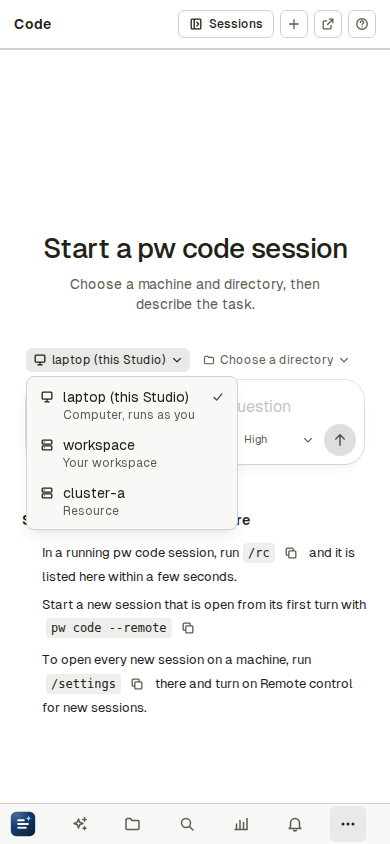 Code
Sessions
Start a pw code session
Choose a machine and directory, then
describe the task.
laptop (this Studio)
Choose a directory
laptop (this Studio)
Computer, runs as you
workspace
Your workspace
cluster-a
Resource
High
In a running pw code session, run /rc and it is
listed here within a few seconds.
Start a new session that is open from its first turn with
pw code --remote
To open every new session on a machine, run
/settings there and turn on Remote control
for new sessions.